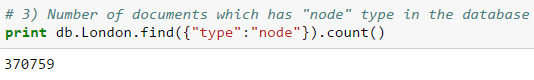 # 3) Number of documents which has "node" type in the database
print db.London.find({"type":"node"}).count()
370759